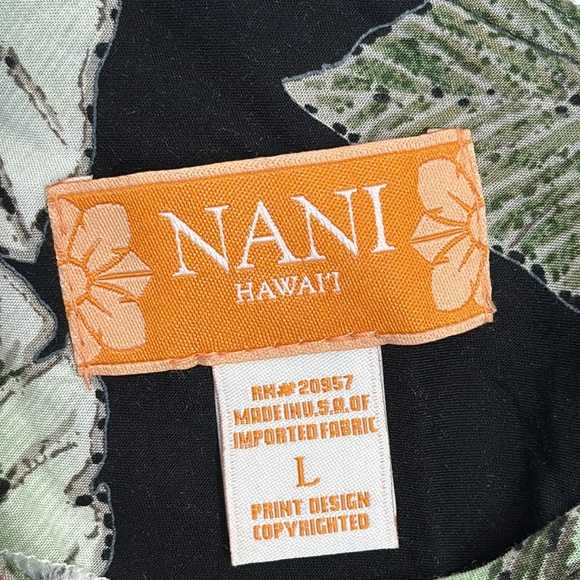 NANI
HAWAI'I
RN# 20957
MADE IN U.S.A. OF
IMPORTED FABRIC
L
PRINT DESIGN
COPYRIGHTED